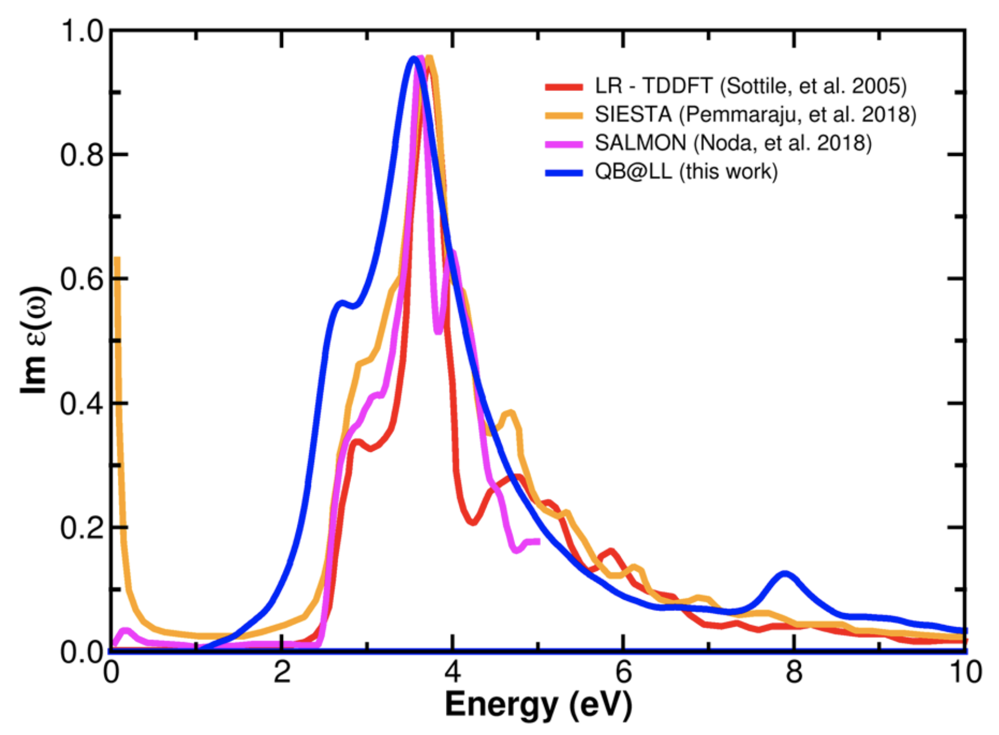 1.0
0.8
0.6
0.4
0.2
0.0
Im ε(ω)
LR - TDDFT (Sottile, et al. 2005)
SIESTA (Pemmaraju, et al. 2018)
SALMON (Noda, et al. 2018)
QB@LL (this work)
0 2 4 6 8 10
Energy (eV)